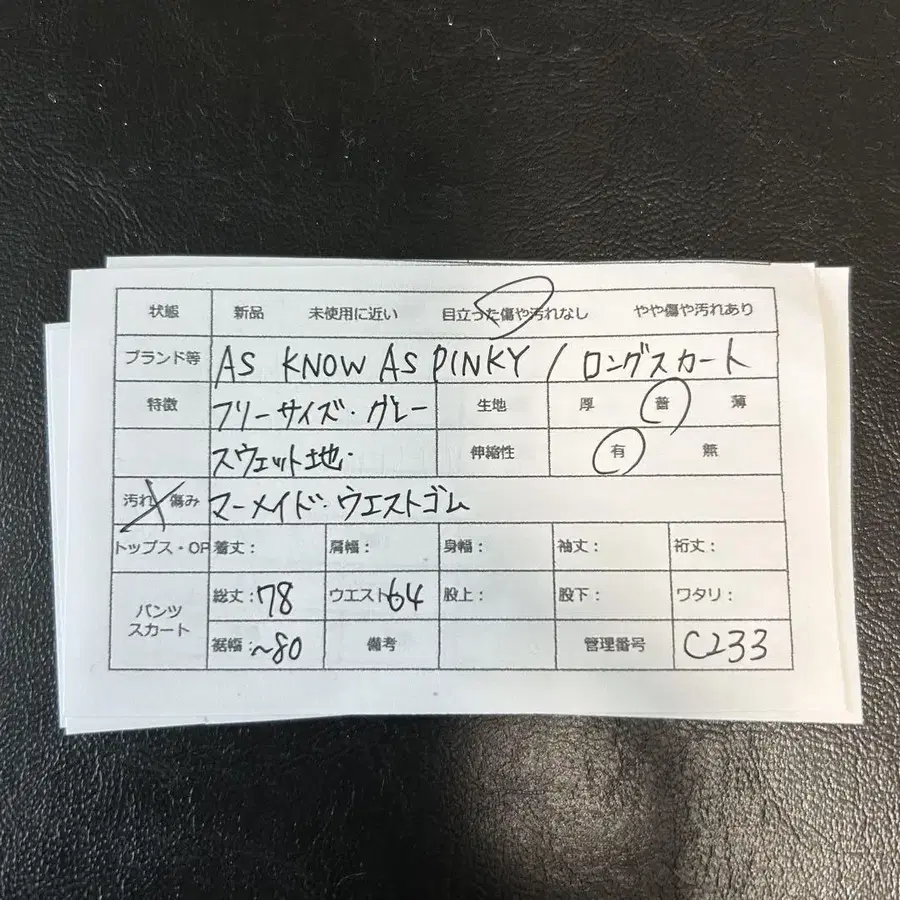 状態 新品 未使用に近い 目立った傷や汚れなし やや傷や汚れあり
ブランド等 AS KNOW AS PINKY / ロングスカート
特徴 フリーサイズ・グレー 生地 厚 普 薄
スウェット地・ 伸縮性 有 無
汚れ 傷み マーメイド・ウエストゴム
トップス・OP 着丈: 肩幅: 身幅: 袖丈: 裄丈:
パンツ スカート 総丈:78 ウエスト64 股上: 股下: ワタリ:
裾幅:~80 備考 管理番号 C233